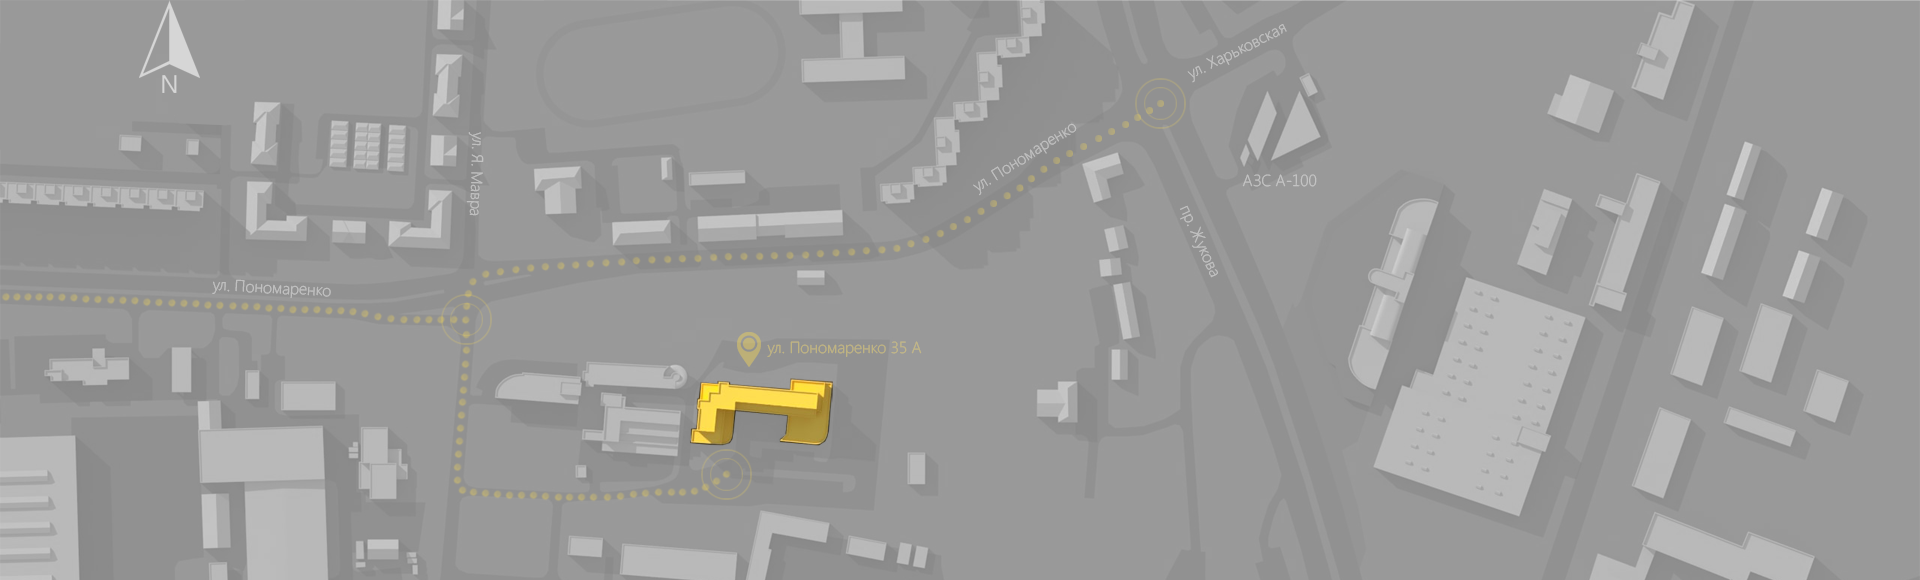 ул. Харьковская
N
ул. Я. Мавра
ул. Пономаренко
АЗС А-100
пр. Жукова
ул. Пономаренко
ул. Пономаренко 35 А